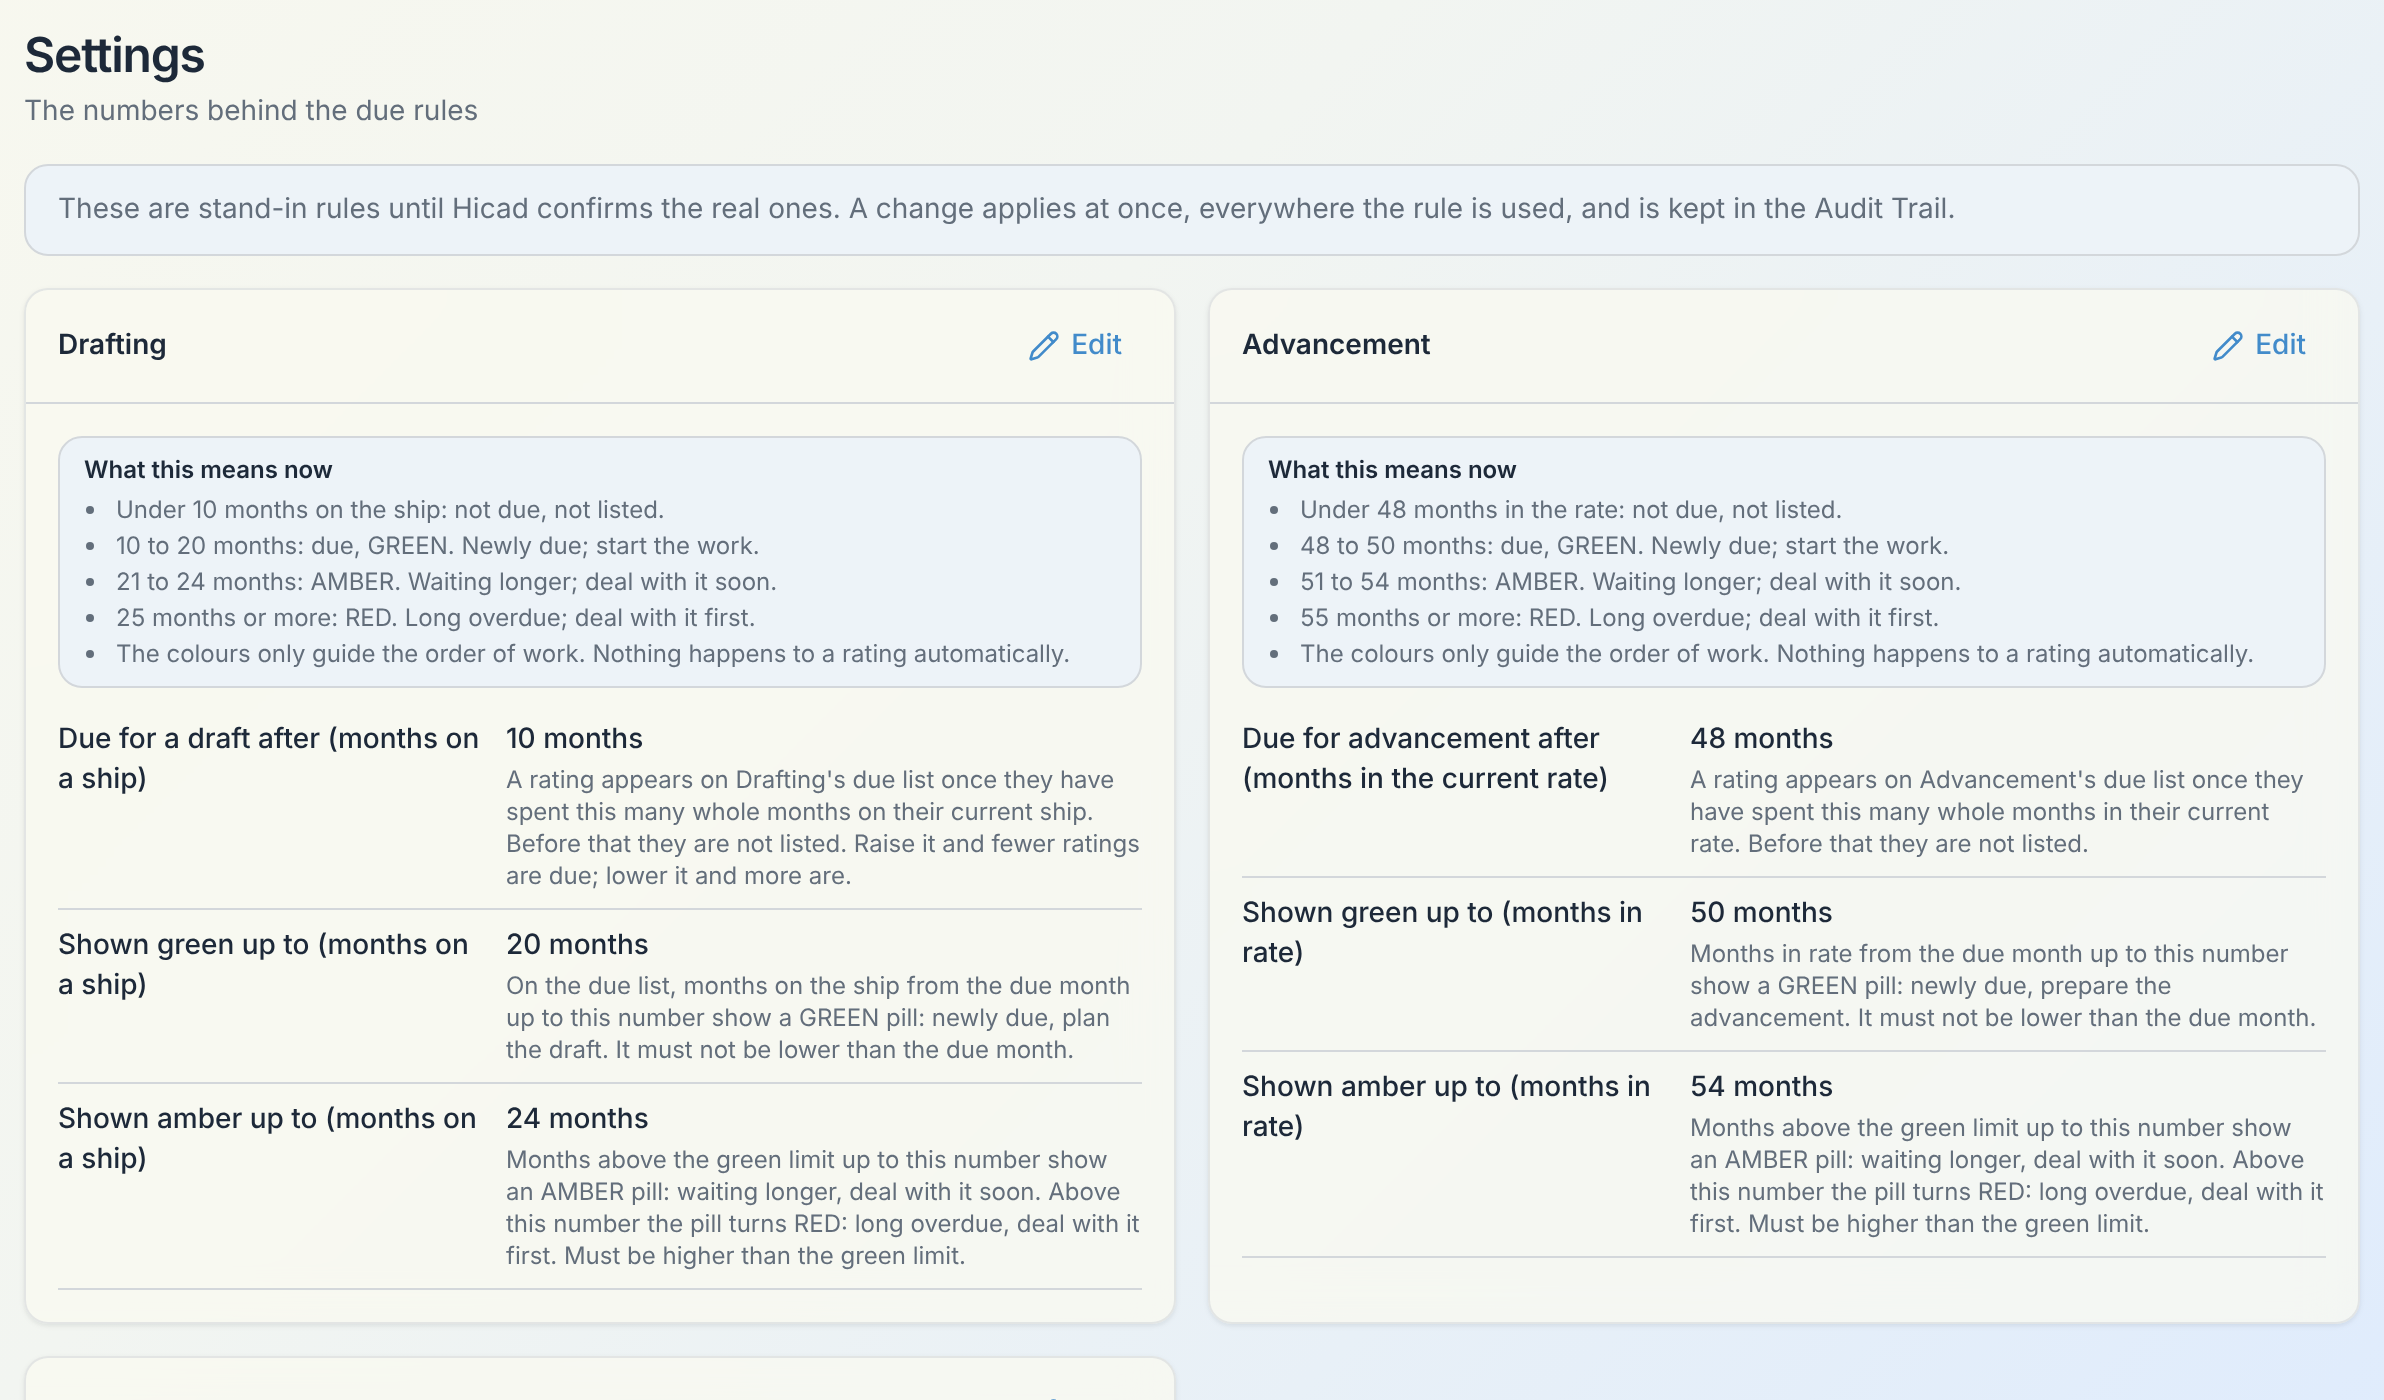 Settings
The numbers behind the due rules
These are stand-in rules until Hicad confirms the real ones. A change applies at once, everywhere the rule is used, and is kept in the Audit Trail.
Drafting
Edit
What this means now
• Under 10 months on the ship: not due, not listed.
• 10 to 20 months: due, GREEN. Newly due; start the work.
• 21 to 24 months: AMBER. Waiting longer; deal with it soon.
• 25 months or more: RED. Long overdue; deal with it first.
• The colours only guide the order of work. Nothing happens to a rating automatically.
Due for a draft after (months on
a ship)
10 months
A rating appears on Drafting's due list once they have
spent this many whole months on their current ship.
Before that they are not listed. Raise it and fewer ratings
are due; lower it and more are.
Shown green up to (months on
a ship)
20 months
On the due list, months on the ship from the due month
up to this number show a GREEN pill: newly due, plan
the draft. It must not be lower than the due month.
Shown amber up to (months on
a ship)
24 months
Months above the green limit up to this number show
an AMBER pill: waiting longer, deal with it soon. Above
this number the pill turns RED: long overdue, deal with it
first. Must be higher than the green limit.
Advancement
Edit
What this means now
• Under 48 months in the rate: not due, not listed.
• 48 to 50 months: due, GREEN. Newly due; start the work.
• 51 to 54 months: AMBER. Waiting longer; deal with it soon.
• 55 months or more: RED. Long overdue; deal with it first.
• The colours only guide the order of work. Nothing happens to a rating automatically.
Due for advancement after
(months in the current rate)
48 months
A rating appears on Advancement's due list once they
have spent this many whole months in their current
rate. Before that they are not listed.
Shown green up to (months in
rate)
50 months
Months in rate from the due month up to this number
show a GREEN pill: newly due, prepare the
advancement. It must not be lower than the due month.
Shown amber up to (months in
rate)
54 months
Months above the green limit up to this number show
an AMBER pill: waiting longer, deal with it soon. Above
this number the pill turns RED: long overdue, deal with it
first. Must be higher than the green limit.